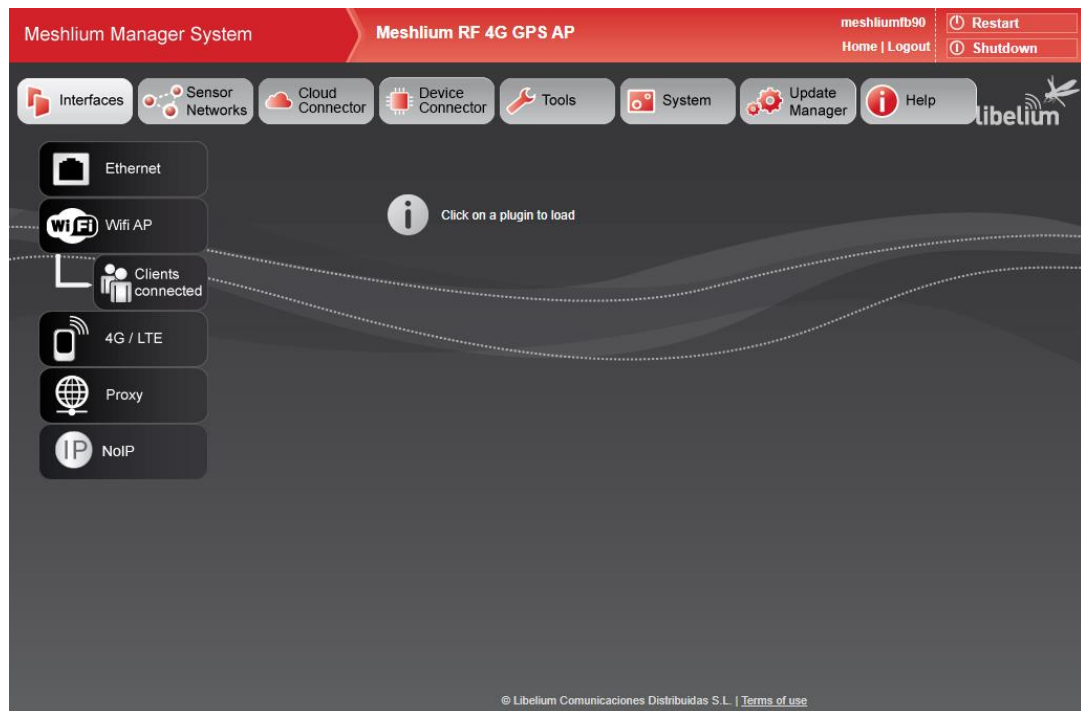 Meshlium Manager System
Meshlium RF 4G GPS AP
meshliumfb90
Restart
Home | Logout
Shutdown
Interfaces
Sensor
Networks
Cloud
Connector
Device
Connector
Tools
System
Update
Manager
i
Help
libelium
Ethernet
i
Click on a plugin to load
WiFi
Wifi AP
Clients
connected
4G / LTE
Proxy
IP
NoIP
© Libelium Comunicaciones Distribuidas S.L. | Terms of use